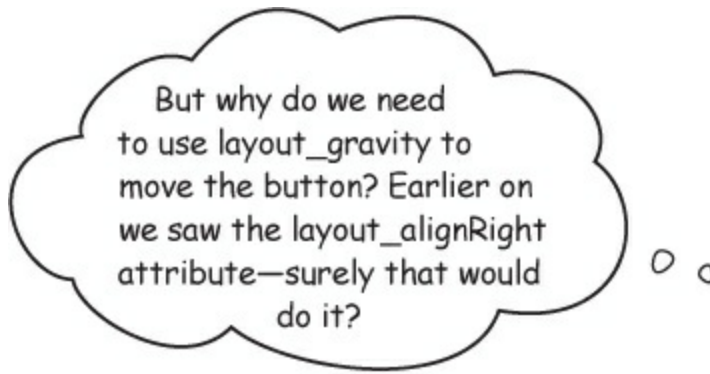 But why do we need
to use layout_gravity to
move the button? Earlier on
we saw the layout_alignRight
attribute—surely that would
do it?